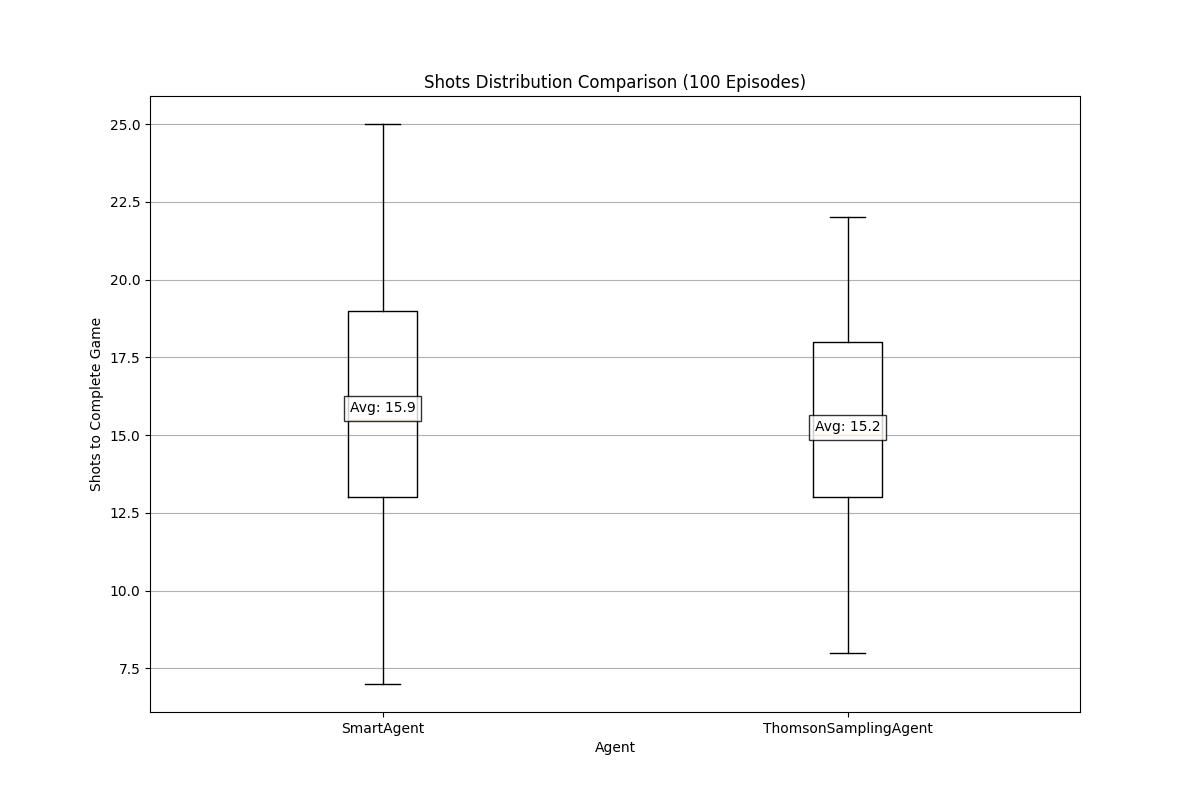 Shots Distribution Comparison (100 Episodes)
25.0
22.5
20.0
17.5
15.0
12.5
10.0
7.5
Shots to Complete Game
Avg: 15.9
Avg: 15.2
SmartAgent
ThomsonSamplingAgent
Agent